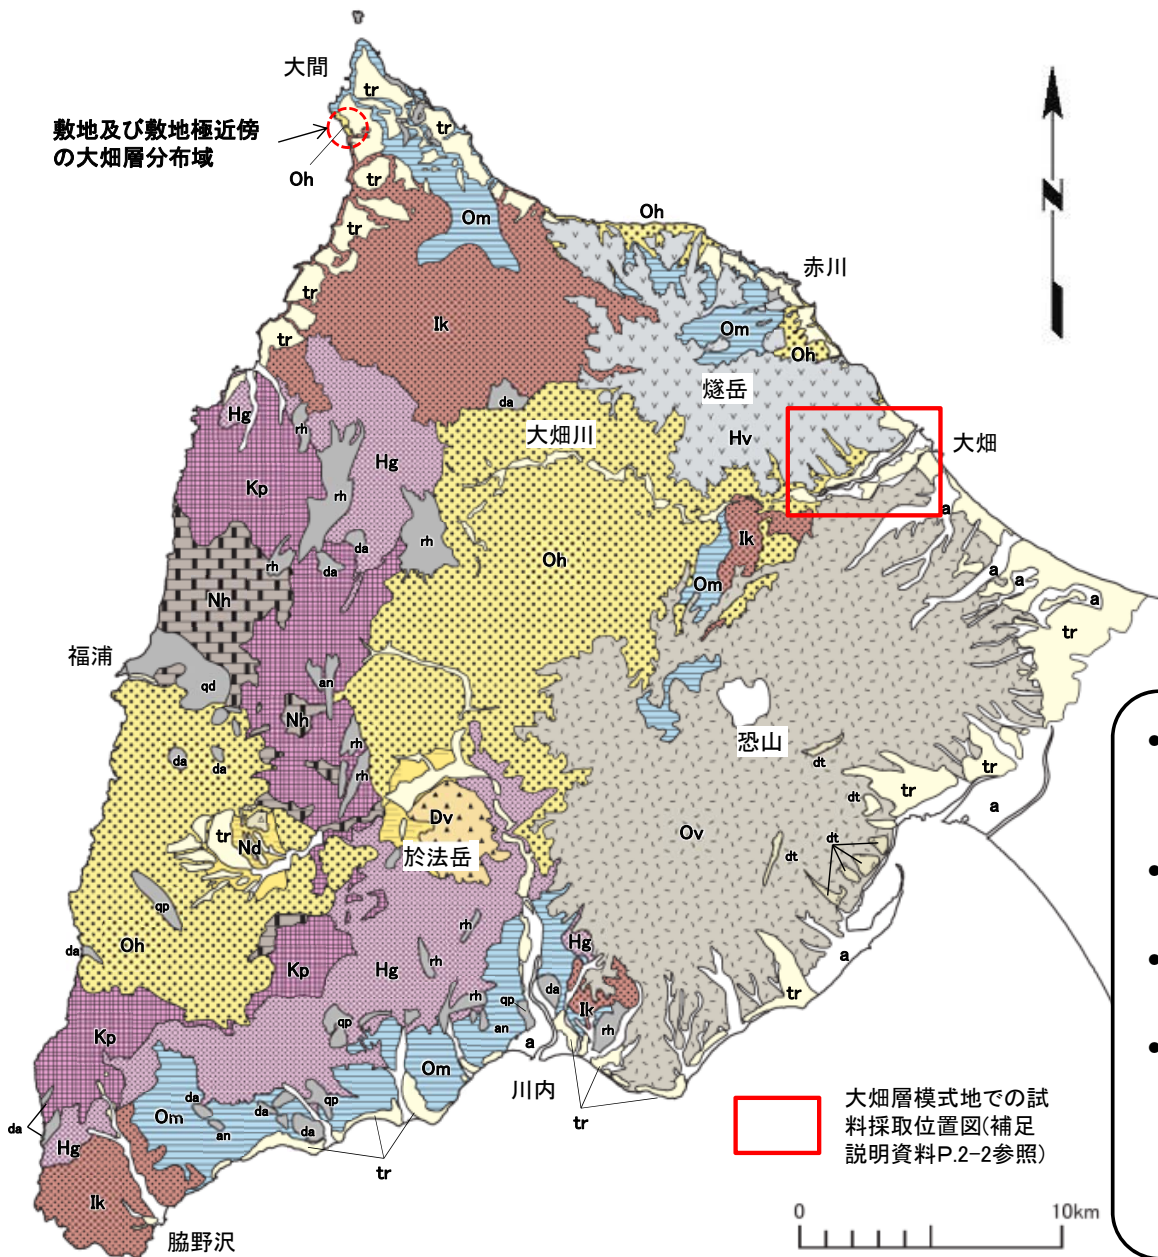 大間
tr
tr
敷地及び敷地極近傍
の大畑層分布域
Oh
tr
Om
Oh
tr
赤川
N
tr
Ik
Om
tr
Oh
燧岳
da
Hg
rh
大畑川
Hv
大畑
Hg
Kp
rh
a
rh
da
rh
da
Oh
Ik
Om
a
a
a
Nh
tr
福浦
qd
an
Nh
rh
恐山
da
da
dt
tr
rh
dt
tr
a
Dv
Ov
tr
Nd
於法岳
dt
dt
qp
rh
Oh
da
Hg
rh
Hg
Kp
a
rh
qp
da
tr
Ik
qp
an
rh
Kp
a
Om
川内
tr
da
qp
Om
da
an
da
da
Hg
tr
Ik
脇野沢
大畑層模式地での試
料採取位置図(補足
説明資料P.2-2参照)
0
10km